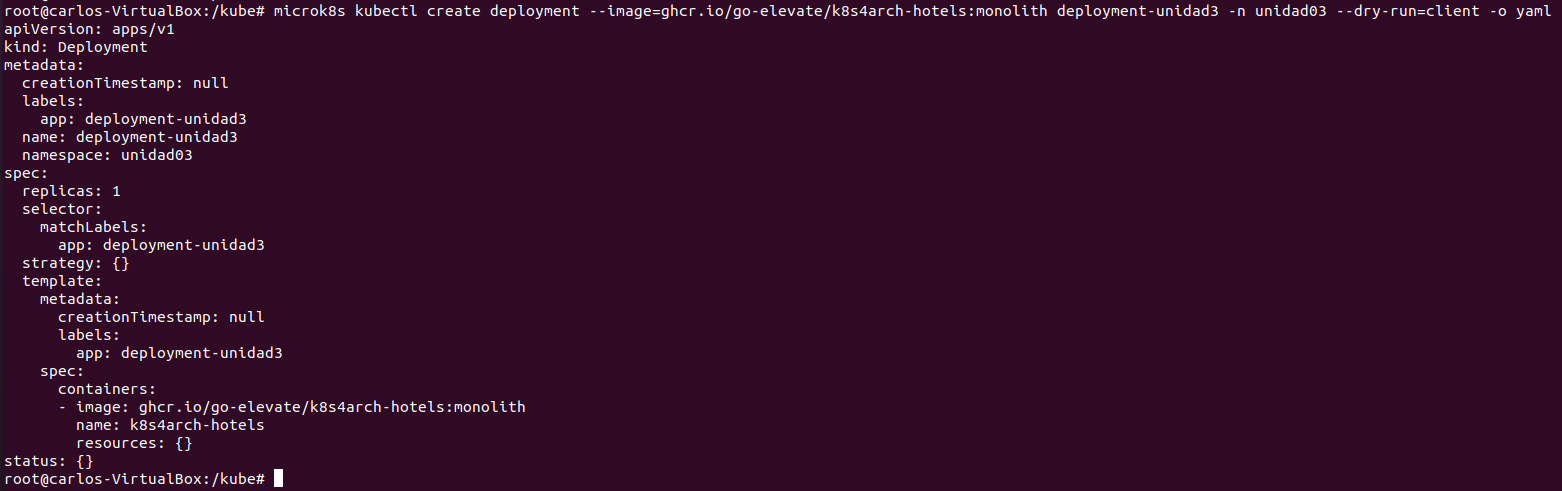 root@carlos-VirtualBox:/kube# microk8s kubectl create deployment --image=ghcr.io/go-elevate/k8s4arch-hotels:monolith deployment-unidad3 -n unidad03 --dry-run=client -o yaml
apiVersion: apps/v1
kind: Deployment
metadata:
  creationTimestamp: null
  labels:
    app: deployment-unidad3
  name: deployment-unidad3
  namespace: unidad03
spec:
  replicas: 1
  selector:
    matchLabels:
      app: deployment-unidad3
  strategy: {}
  template:
    metadata:
      creationTimestamp: null
      labels:
        app: deployment-unidad3
    spec:
      containers:
      - image: ghcr.io/go-elevate/k8s4arch-hotels:monolith
        name: k8s4arch-hotels
        resources: {}
status: {}
root@carlos-VirtualBox:/kube#